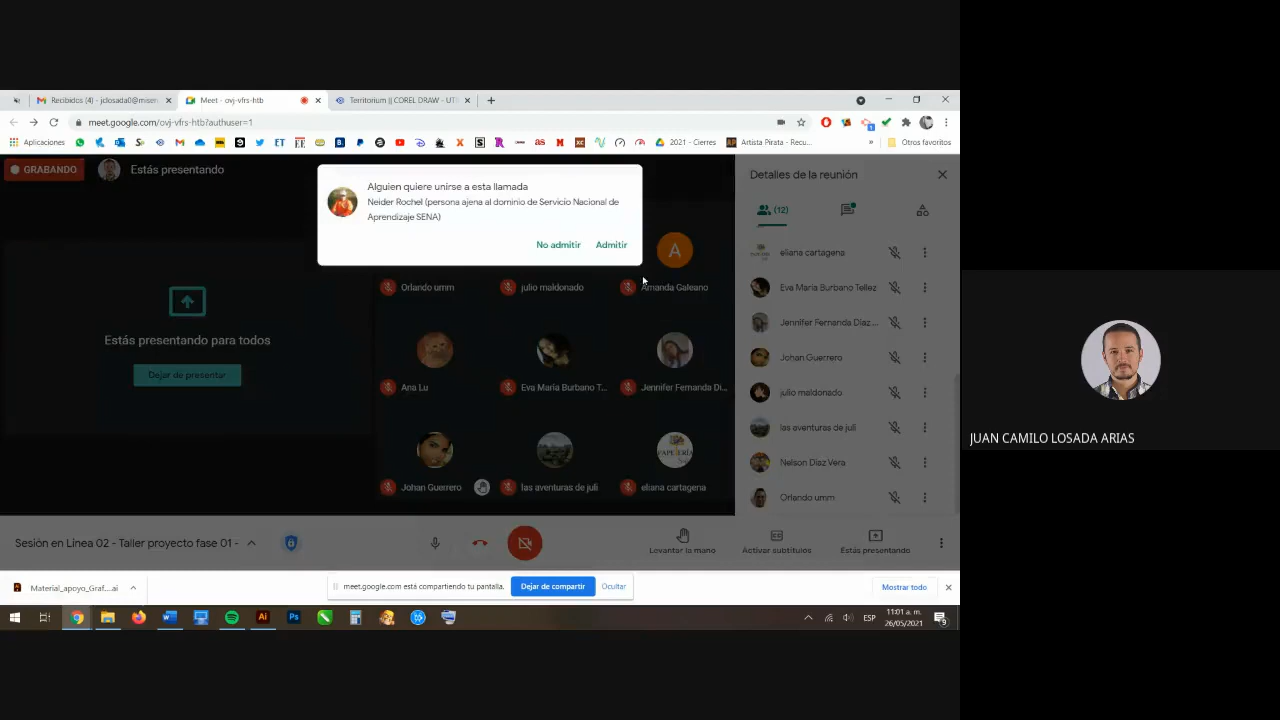 Recibidos (4) - jclosada0@misen
Meet - ovj-vfrs-htb
Territorium || COREL DRAW - UT
meet.google.com/ovj-vfrs-htb?authuser=1
Aplicaciones
2021 - Cierres
Artista Pirata - Recu...
»
Otros favoritos
GRABANDO
Estás presentando
Alguien quiere unirse a esta llamada
Neider Rochel (persona ajena al dominio de Servicio Nacional de
Aprendizaje SENA)
No admitir
Admitir
Detalles de la reunión
(12)
Estás presentando para todos
Dejar de presentar
A
Orlando umm
julio maldonado
Amanda Galeano
Ana Lu
Eva Maria Burbano T...
Jennifer Fernanda Di...
Johan Guerrero
las aventuras de juli
eliana cartagena
eliana cartagena
Eva Maria Burbano Tellez
Jennifer Fernanda Diaz ...
Johan Guerrero
julio maldonado
las aventuras de juli
Nelson Diaz Vera
Orlando umm
JUAN CAMILO LOSADA ARIAS
Sesión en Línea 02 - Taller proyecto fase 01 -
Levantar la mano
Activar subtítulos
Estás presentando
Material_apoyo_Graf....ai
meet.google.com está compartiendo tu pantalla.
Dejar de compartir
Ocultar
Mostrar todo
ESP
11:01 a. m.
26/05/2021